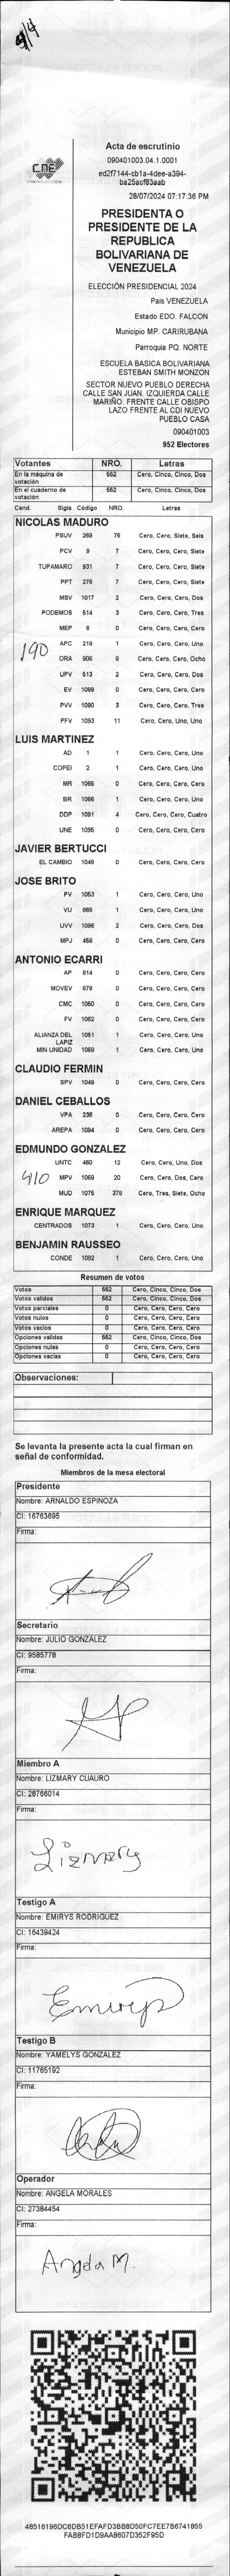 4/4
CNE
Acta de escrutinio
090401003.04.1.0001
ed2f7144-cb1a-4dee-a394-
ba25acf83aab
28/07/2024 07:17:36 PM
PRESIDENTA O
PRESIDENTE DE LA
REPUBLICA
BOLIVARIANA DE
VENEZUELA
ELECCIÓN PRESIDENCIAL 2024
País VENEZUELA
Estado EDO. FALCON
Municipio MP. CARIRUBANA
Parroquia PQ. NORTE
ESCUELA BASICA BOLIVARIANA
ESTEBAN SMITH MONZON
SECTOR NUEVO PUEBLO DERECHA
CALLE SAN JUAN. IZQUIERDA CALLE
MARIÑO. FRENTE CALLE OBISPO
LAZO FRENTE AL CDI NUEVO
PUEBLO CASA
090401003
952 Electores
Votantes NRO. Letras
En la máquina de votación 552 Cero, Cinco, Cinco, Dos
En el cuaderno de votación 552 Cero, Cinco, Cinco, Dos
Cand. Sigla Código NRO. Letras
NICOLAS MADURO
PSUV 269 76 Cero, Cero, Siete, Seis
PCV 9 7 Cero, Cero, Cero, Siete
TUPAMARO 931 7 Cero, Cero, Cero, Siete
PPT 276 7 Cero, Cero, Cero, Siete
MSV 1017 2 Cero, Cero, Cero, Dos
PODEMOS 514 3 Cero, Cero, Cero, Tres
MEP 6 0 Cero, Cero, Cero, Cero
190 APC 219 1 Cero, Cero, Cero, Uno
ORA 906 8 Cero, Cero, Cero, Ocho
UPV 513 2 Cero, Cero, Cero, Dos
EV 1089 0 Cero, Cero, Cero, Cero
PVV 1090 3 Cero, Cero, Cero, Tres
PFV 1093 11 Cero, Cero, Uno, Uno
LUIS MARTINEZ
AD 1 1 Cero, Cero, Cero, Uno
COPEI 2 1 Cero, Cero, Cero, Uno
MR 1065 0 Cero, Cero, Cero, Cero
BR 1066 1 Cero, Cero, Cero, Uno
DDP 1091 4 Cero, Cero, Cero, Cuatro
UNE 1095 0 Cero, Cero, Cero, Cero
JAVIER BERTUCCI
EL CAMBIO 1048 0 Cero, Cero, Cero, Cero
JOSE BRITO
PV 1053 1 Cero, Cero, Cero, Uno
VU 868 1 Cero, Cero, Cero, Uno
UVV 1096 2 Cero, Cero, Cero, Dos
MPJ 459 0 Cero, Cero, Cero, Cero
ANTONIO ECARRI
AP 814 0 Cero, Cero, Cero, Cero
MOVEV 979 0 Cero, Cero, Cero, Cero
CMC 1050 0 Cero, Cero, Cero, Cero
FV 1052 0 Cero, Cero, Cero, Cero
ALIANZA DEL LAPIZ 1051 1 Cero, Cero, Cero, Uno
MIN UNIDAD 1069 1 Cero, Cero, Cero, Uno
CLAUDIO FERMIN
SPV 1049 0 Cero, Cero, Cero, Cero
DANIEL CEBALLOS
VPA 236 0 Cero, Cero, Cero, Cero
AREPA 1094 0 Cero, Cero, Cero, Cero
EDMUNDO GONZALEZ
UNTC 460 12 Cero, Cero, Uno, Dos
410 MPV 1069 20 Cero, Cero, Dos, Cero
MUD 1075 378 Cero, Tres, Siete, Ocho
ENRIQUE MARQUEZ
CENTRADOS 1073 1 Cero, Cero, Cero, Uno
BENJAMIN RAUSSEO
CONDE 1092 1 Cero, Cero, Cero, Uno
Resumen de votos
Votos 552 Cero, Cinco, Cinco, Dos
Votos validos 552 Cero, Cinco, Cinco, Dos
Votos parciales 0 Cero, Cero, Cero, Cero
Votos nulos 0 Cero, Cero, Cero, Cero
Votos vacios 0 Cero, Cero, Cero, Cero
Opciones validas 552 Cero, Cinco, Cinco, Dos
Opciones nulas 0 Cero, Cero, Cero, Cero
Opciones vacias 0 Cero, Cero, Cero, Cero
Observaciones:
Se levanta la presente acta la cual firman en
señal de conformidad.
Miembros de la mesa electoral
Presidente
Nombre: ARNALDO ESPINOZA
CI: 16763695
Firma:
Secretario
Nombre: JULIO GONZALEZ
CI: 9585778
Firma:
Miembro A
Nombre: LIZMARY CUAURO
CI: 28766014
Firma:
Lizmary
Testigo A
Nombre: EMIRYS RODRIGUEZ
CI: 16439424
Firma:
Emirys
Testigo B
Nombre: YAMELYS GONZALEZ
CI: 11765192
Firma:
Operador
Nombre: ANGELA MORALES
CI: 27384454
Firma:
Angela M.
48516196DC6DB51EFAFD3BB8D50FC7EE7B6741855
FAB8FD1D9AA8607D352F95D